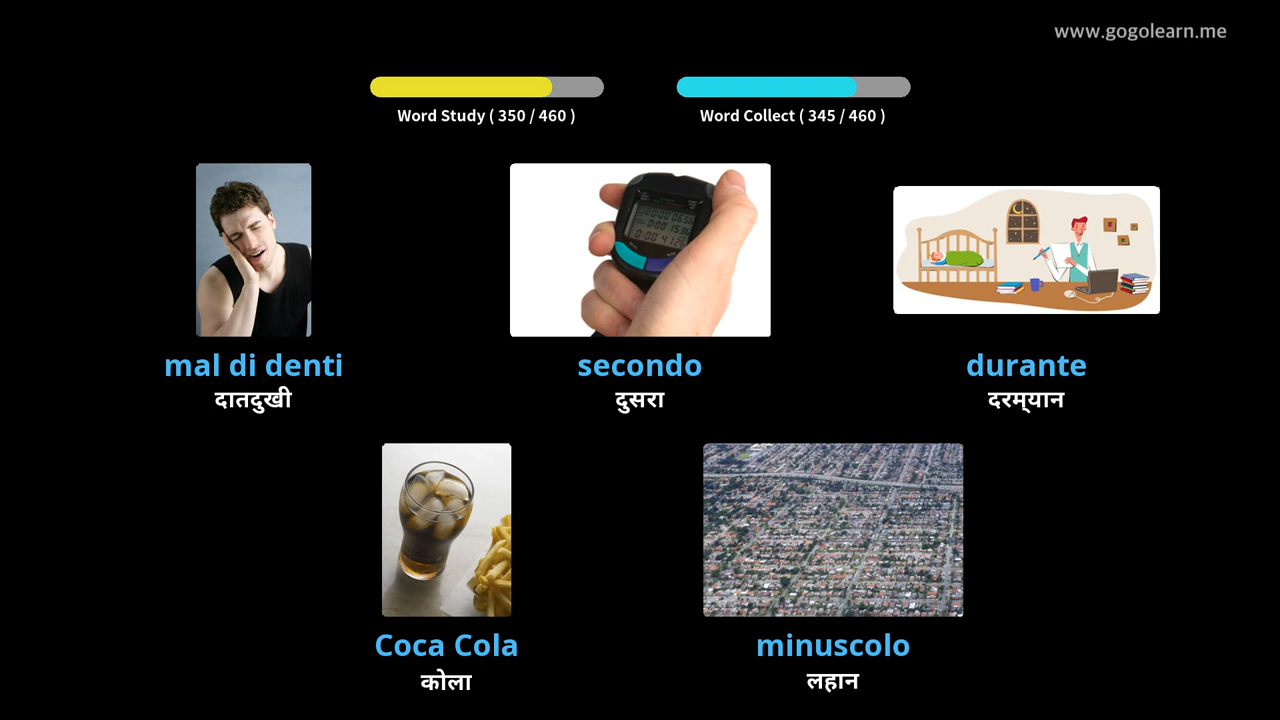 www.gogolearn.me
Word Study ( 350 / 460 )
Word Collect ( 345 / 460 )
mal di denti
दातदुखी
secondo
दुसरा
durante
दरम्यान
Coca Cola
कोला
minuscolo
लहान